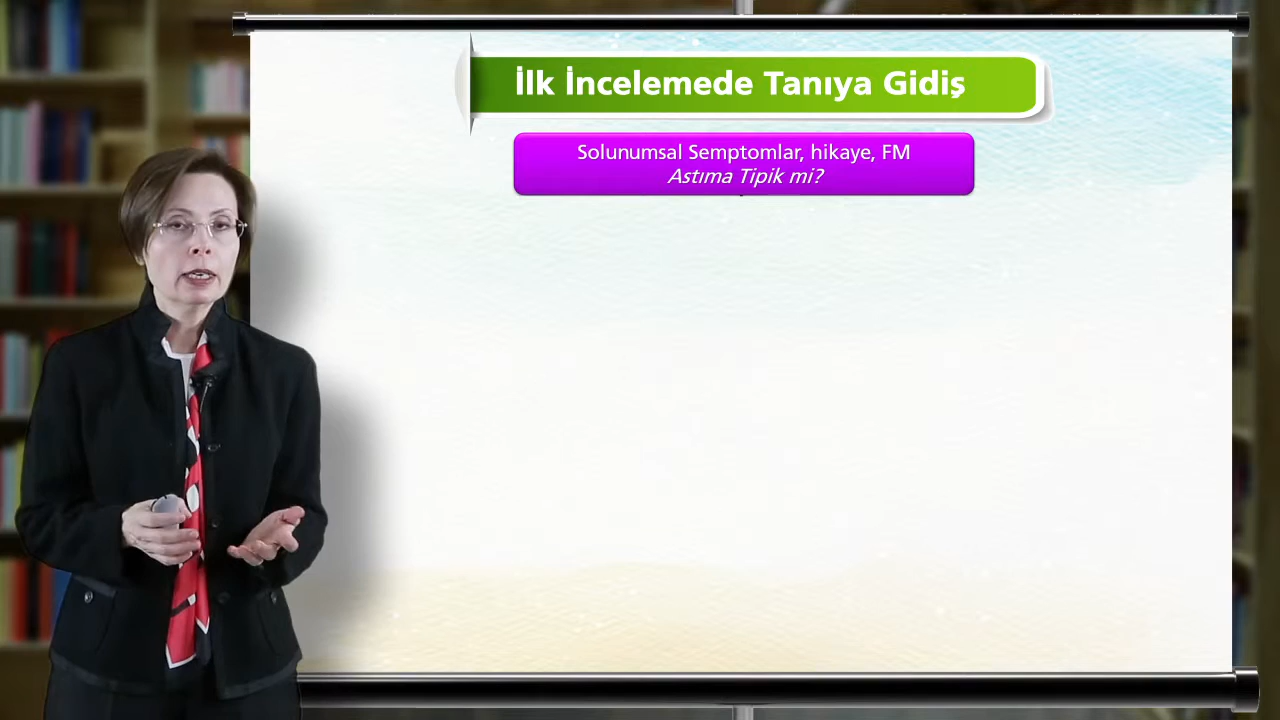 İlk İncelemede Tanıya Gidiş
Solunumsal Semptomlar, hikaye, FM
Astıma Tipik mi?